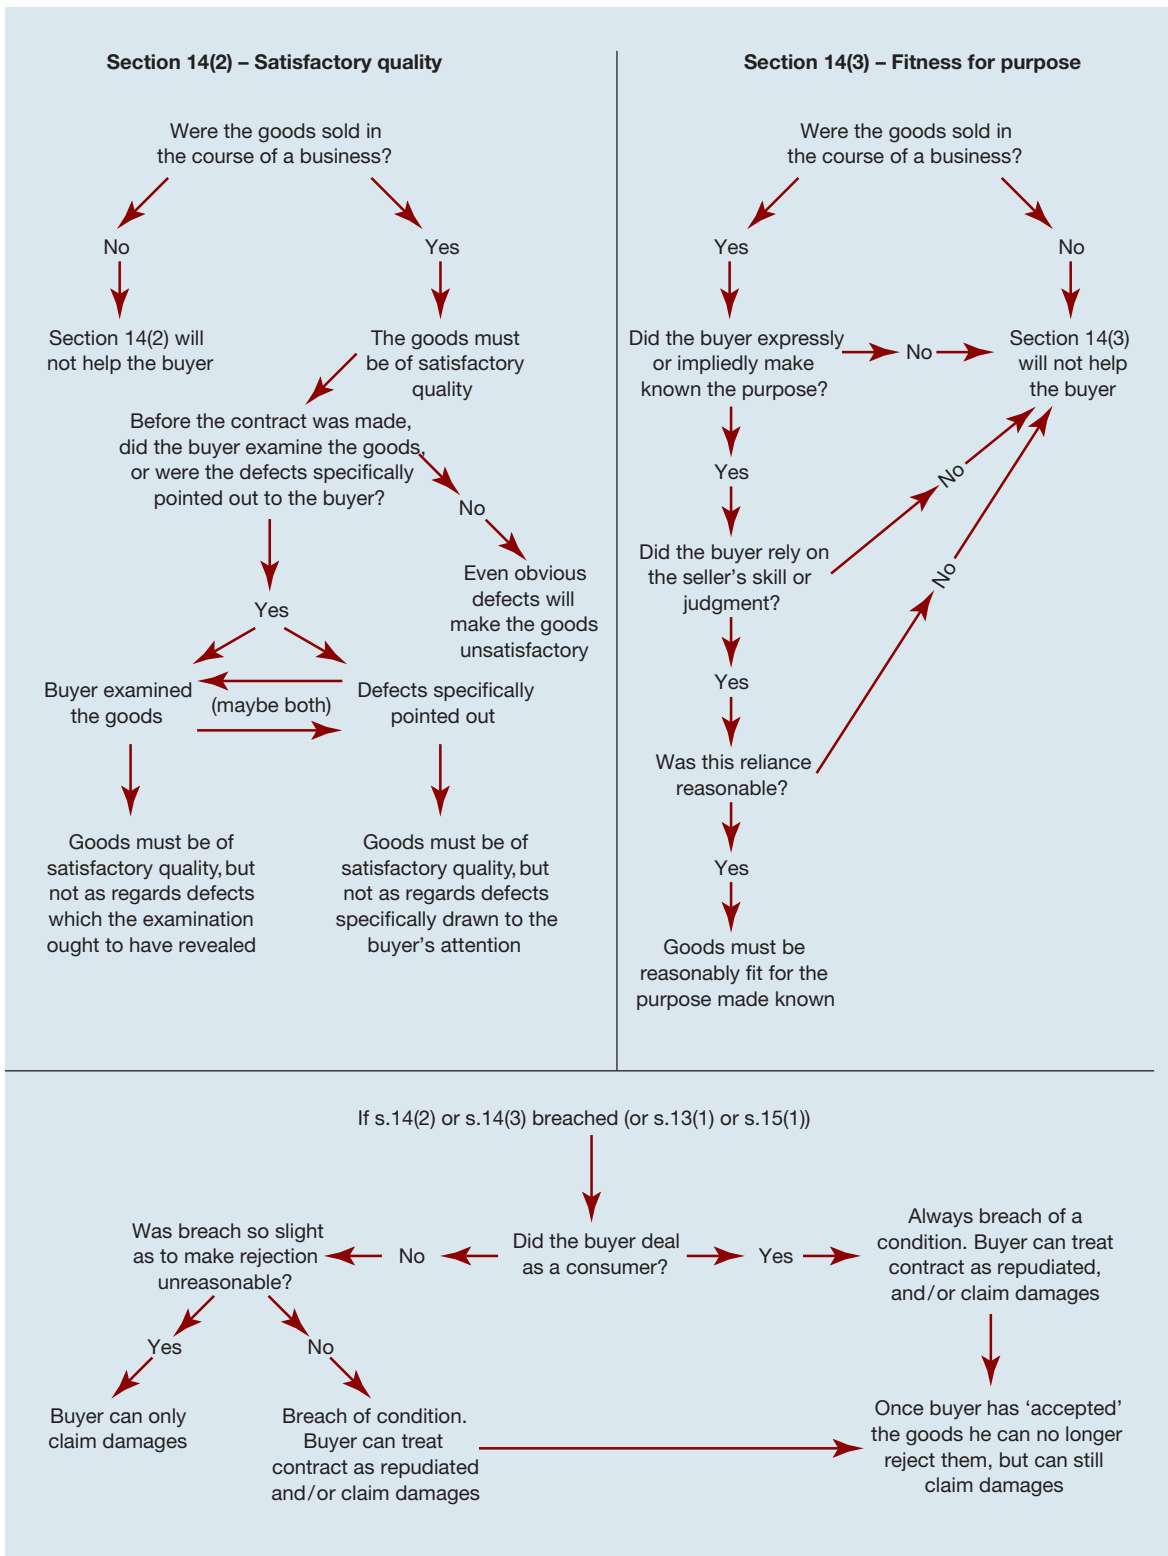 Section 14(2) – Satisfactory quality
Were the goods sold in
the course of a business?
No
Yes
Section 14(2) will
not help the buyer
The goods must
be of satisfactory
quality
Before the contract was made,
did the buyer examine the goods,
or were the defects specifically
pointed out to the buyer?
No
Even obvious
defects will
make the goods
unsatisfactory
Yes
Buyer examined
the goods
(maybe both)
Defects specifically
pointed out
Goods must be of
satisfactory quality, but
not as regards defects
which the examination
ought to have revealed
Goods must be of
satisfactory quality, but
not as regards defects
specifically drawn to the
buyer's attention
Section 14(3) – Fitness for purpose
Were the goods sold in
the course of a business?
Yes
No
Did the buyer expressly
or impliedly make
known the purpose?
No
Section 14(3)
will not help
the buyer
Yes
No
Did the buyer rely on
the seller's skill or
judgment?
No
Yes
Was this reliance
reasonable?
Yes
Goods must be
reasonably fit for the
purpose made known
If s.14(2) or s.14(3) breached (or s.13(1) or s.15(1))
Did the buyer deal
as a consumer?
No
Yes
Was breach so slight
as to make rejection
unreasonable?
Always breach of a
condition. Buyer can treat
contract as repudiated,
and/or claim damages
Yes
No
Buyer can only
claim damages
Breach of condition.
Buyer can treat
contract as repudiated
and/or claim damages
Once buyer has 'accepted'
the goods he can no longer
reject them, but can still
claim damages